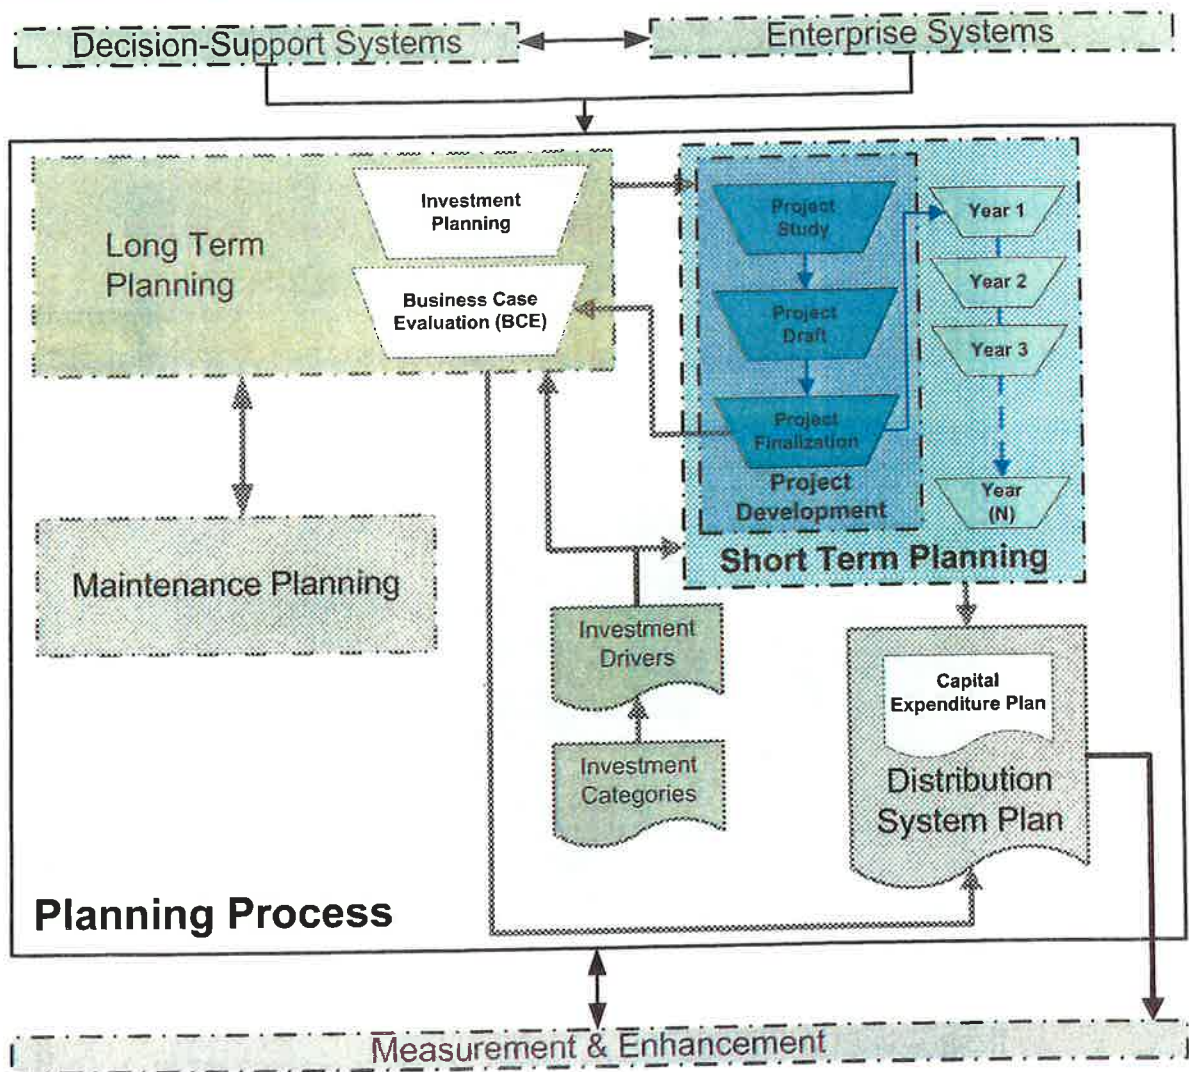 Decision-Support Systems
Enterprise Systems
Long Term
Planning
Investment
Planning
Business Case
Evaluation (BCE)
Project
Study
Project
Draft
Project
Finalization
Project
Development
Year 1
Year 2
Year 3
Year
(N)
Short Term Planning
Maintenance Planning
Investment
Drivers
Investment
Categories
Capital
Expenditure Plan
Distribution
System Plan
Planning Process
Measurement & Enhancement